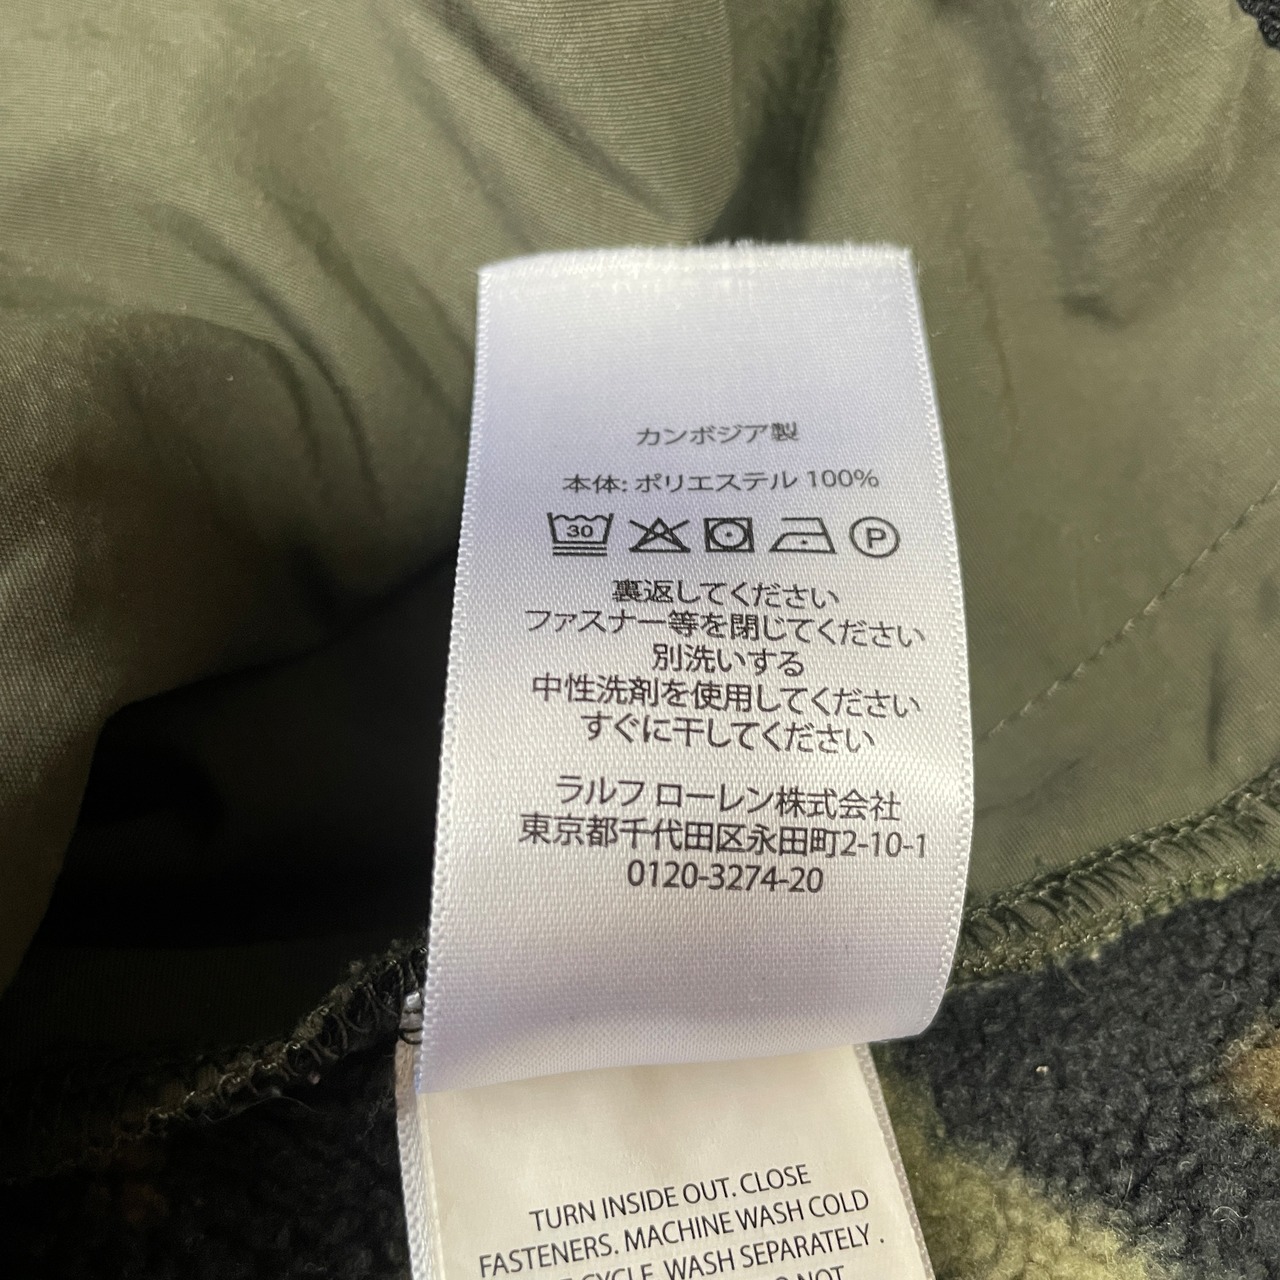 カンボジア製
本体: ポリエステル 100%
30
P
裏返してください
ファスナー等を閉じてください
別洗いする
中性洗剤を使用してください
すぐに干してください
ラルフ ローレン株式会社
東京都千代田区永田町2-10-1
0120-3274-20
TURN INSIDE OUT. CLOSE
FASTENERS. MACHINE WASH COLD
CYCLE. WASH SEPARATELY .
NOT